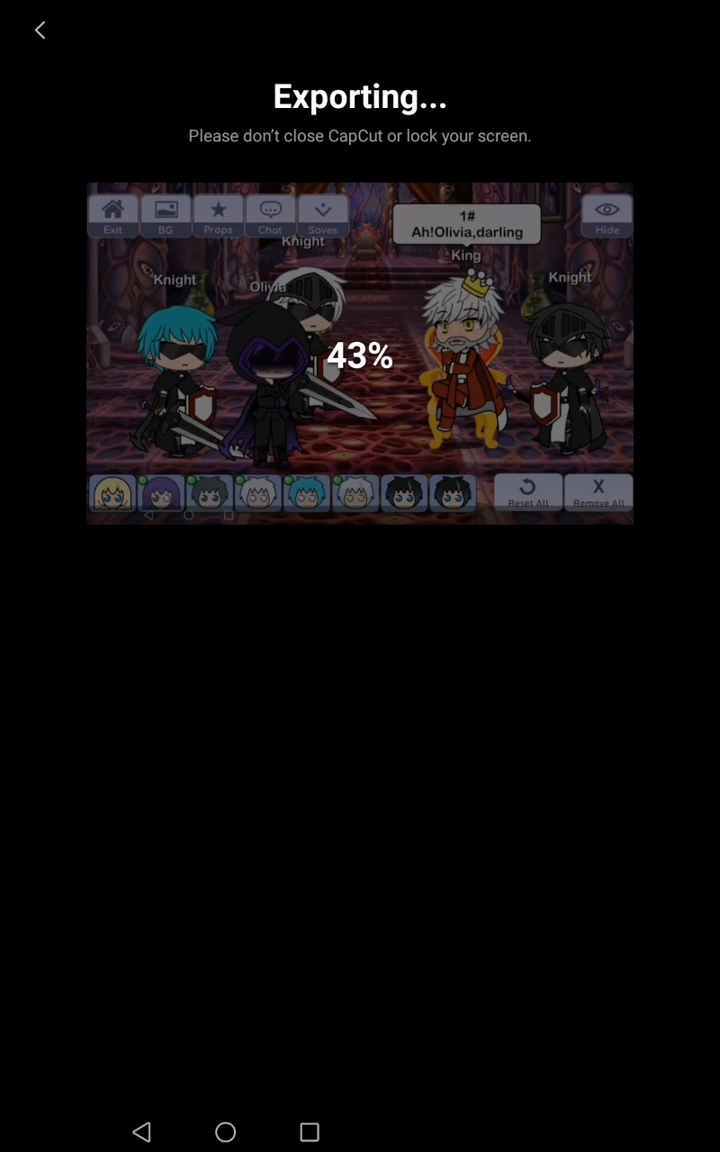 Exporting...
Please don't close CapCut or lock your screen.
Exit
BG
Props
Chat
Saves
Hide
1#
Ah!Olivia,darling
Knight
King
Knight
Olivia
Knight
43%
Reset All
X
Remove All